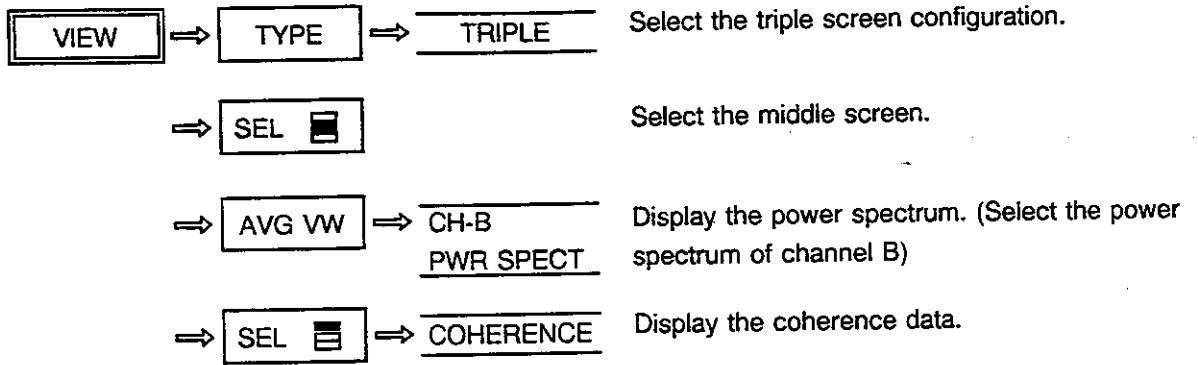 VIEW ⇒ TYPE ⇒ TRIPLE Select the triple screen configuration.
⇒ SEL Select the middle screen.
⇒ AVG VW ⇒ CH-B Display the power spectrum. (Select the power
PWR SPECT spectrum of channel B)
⇒ SEL ⇒ COHERENCE Display the coherence data.